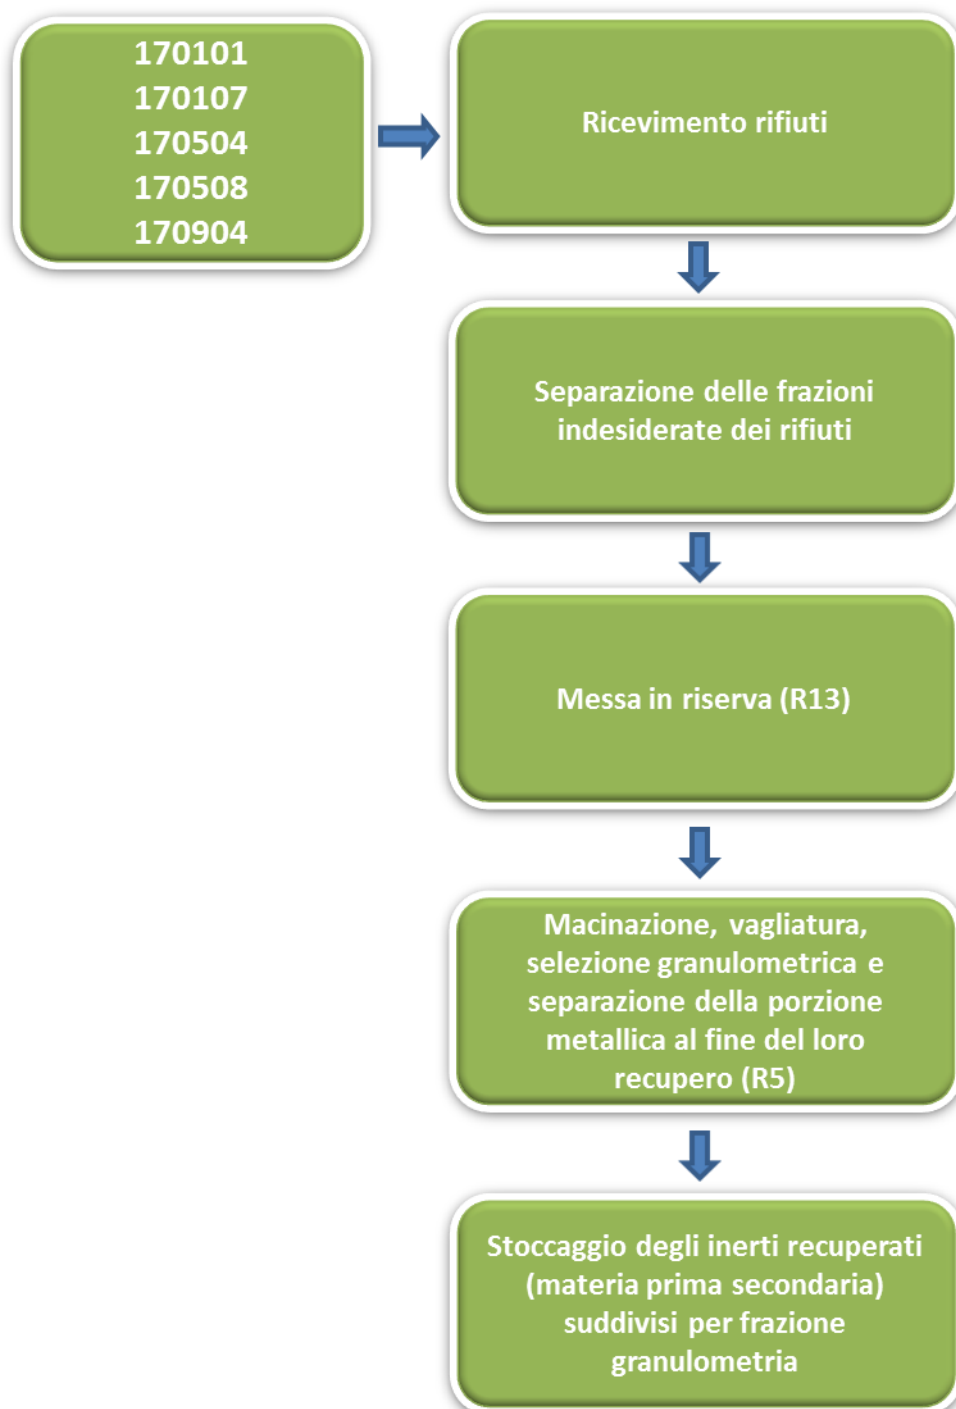 170101
170107
170504
170508
170904
Ricevimento rifiuti
Separazione delle frazioni
indesiderate dei rifiuti
Messa in riserva (R13)
Macinazione, vagliatura,
selezione granulometrica e
separazione della porzione
metallica al fine del loro
recupero (R5)
Stoccaggio degli inerti recuperati
(materia prima secondaria)
suddivisi per frazione
granulometria